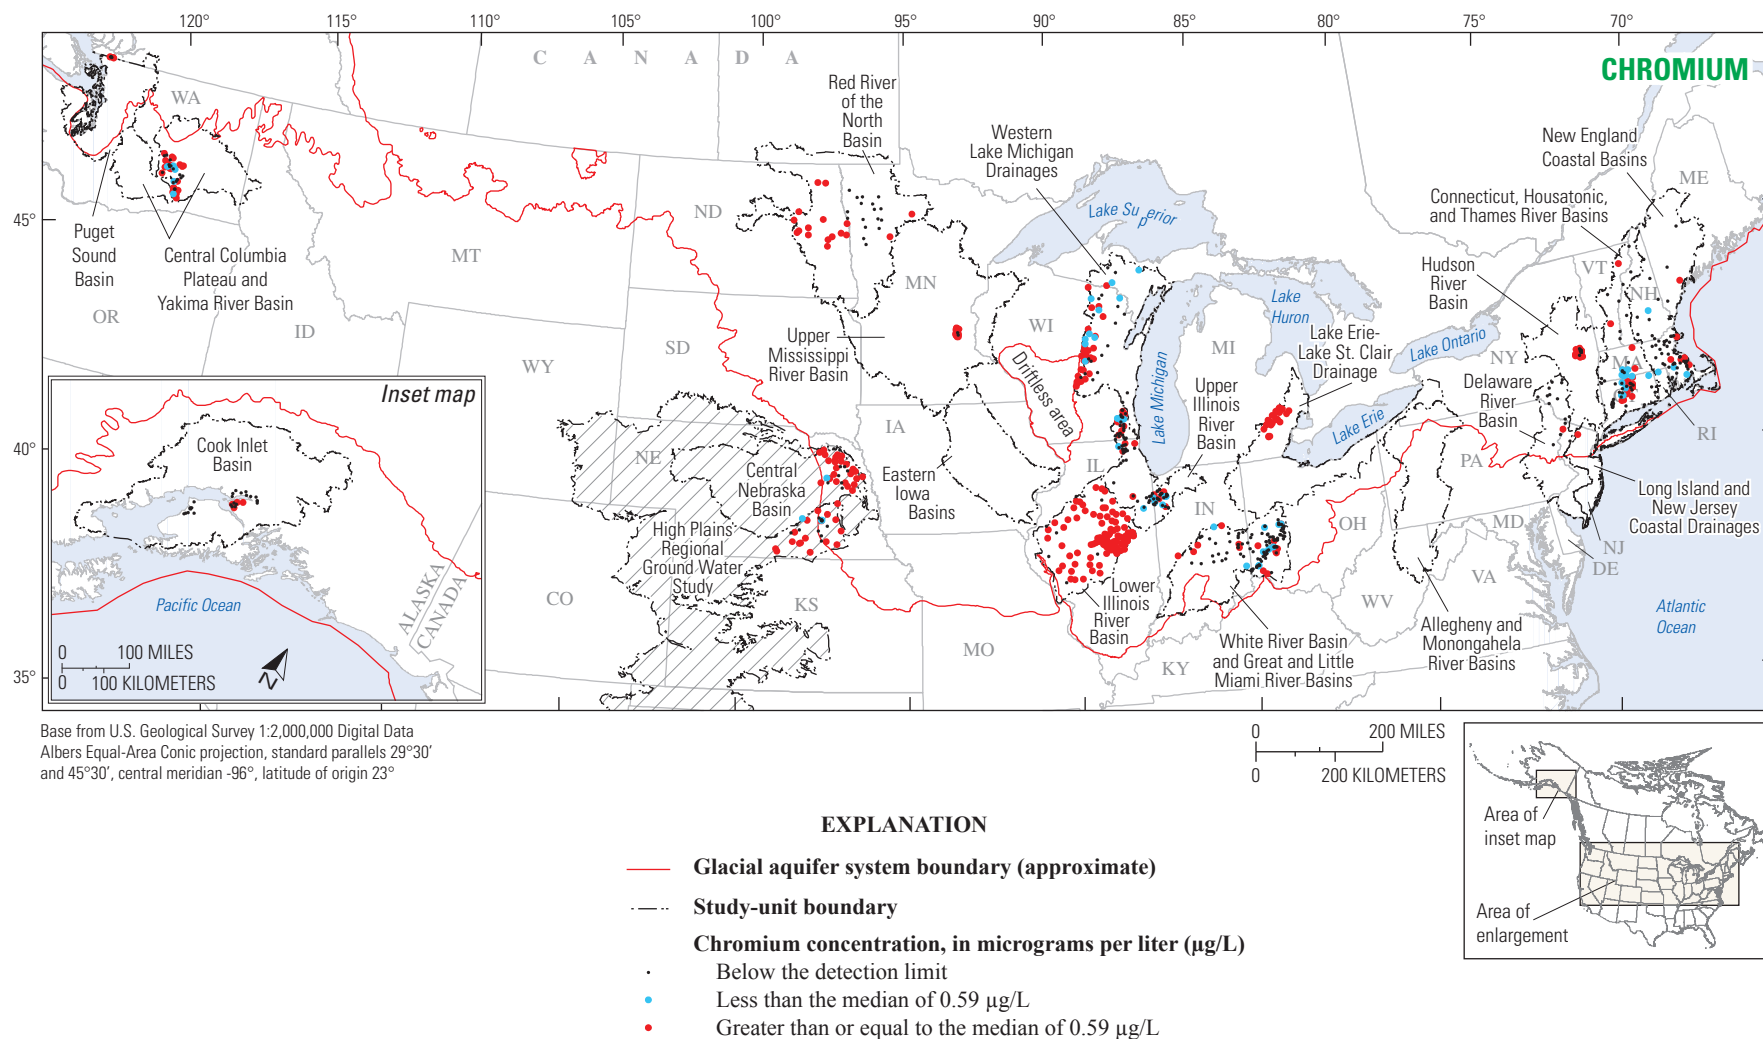 120°
115°
110°
105°
100°
95°
90°
85°
80°
75°
70°
45°
40°
35°
CHROMIUM
C A N A D A
WA
OR
ID
MT
WY
ND
SD
NE
CO
KS
MN
IA
MO
WI
IL
MI
IN
OH
KY
WV
VA
PA
NY
VT
NH
ME
MA
RI
NJ
DE
MD
Puget
Sound
Basin
Central Columbia
Plateau and
Yakima River Basin
Red River
of the
North
Basin
Western
Lake Michigan
Drainages
Lake Superior
Lake
Huron
Lake Michigan
Lake Erie
Lake Ontario
Upper
Mississippi
River Basin
Driftless area
Upper
Illinois
River
Basin
Lake Erie-
Lake St. Clair
Drainage
Eastern
Iowa
Basins
Central
Nebraska
Basin
High Plains
Regional
Ground Water
Study
Lower
Illinois
River
Basin
White River Basin
and Great and Little
Miami River Basins
Allegheny and
Monongahela
River Basins
Delaware
River
Basin
Hudson
River
Basin
Connecticut, Housatonic,
and Thames River Basins
New England
Coastal Basins
Long Island and
New Jersey
Coastal Drainages
Atlantic
Ocean
Inset map
Cook Inlet
Basin
Pacific Ocean
ALASKA
CANADA
0 100 MILES
0 100 KILOMETERS
N
Base from U.S. Geological Survey 1:2,000,000 Digital Data
Albers Equal-Area Conic projection, standard parallels 29°30′
and 45°30′, central meridian -96°, latitude of origin 23°
0 200 MILES
0 200 KILOMETERS
Area of
inset map
Area of
enlargement
EXPLANATION
Glacial aquifer system boundary (approximate)
Study-unit boundary
Chromium concentration, in micrograms per liter (µg/L)
Below the detection limit
Less than the median of 0.59 µg/L
Greater than or equal to the median of 0.59 µg/L